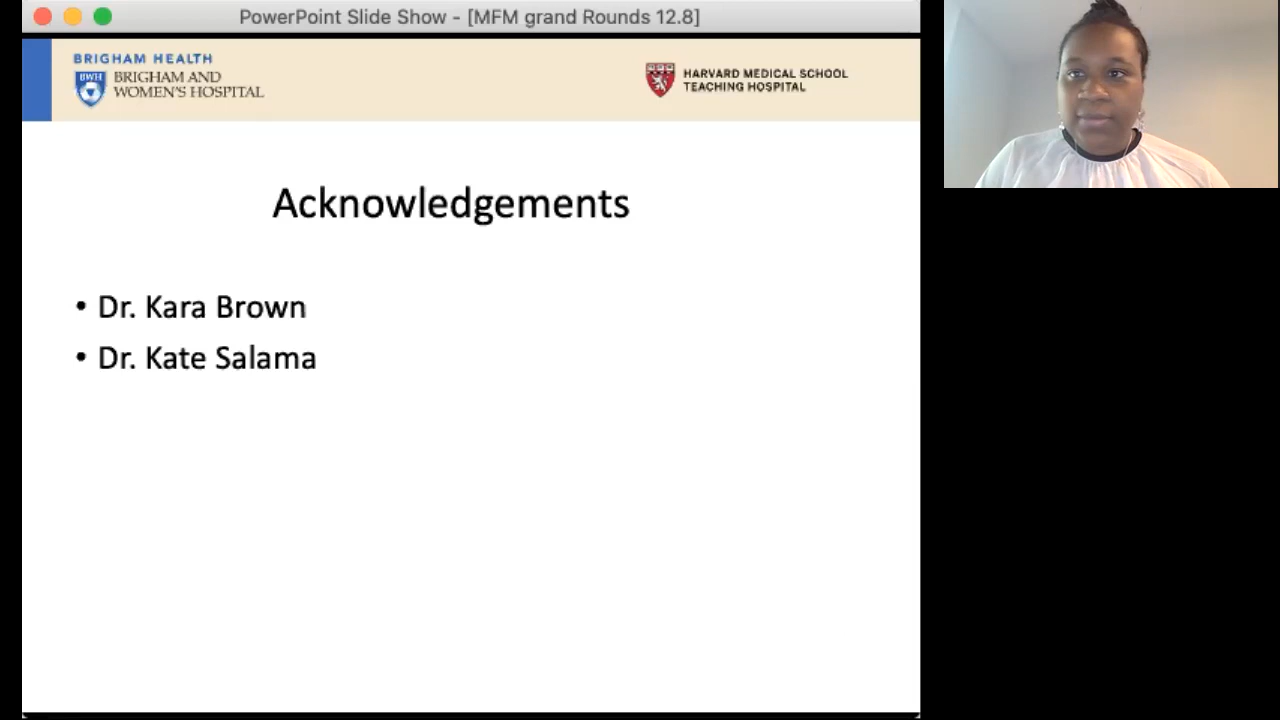 PowerPoint Slide Show - [MFM grand Rounds 12.8]
BRIGHAM HEALTH
BWH
BRIGHAM AND
WOMEN'S HOSPITAL
HARVARD MEDICAL SCHOOL
TEACHING HOSPITAL
Acknowledgements
• Dr. Kara Brown
• Dr. Kate Salama